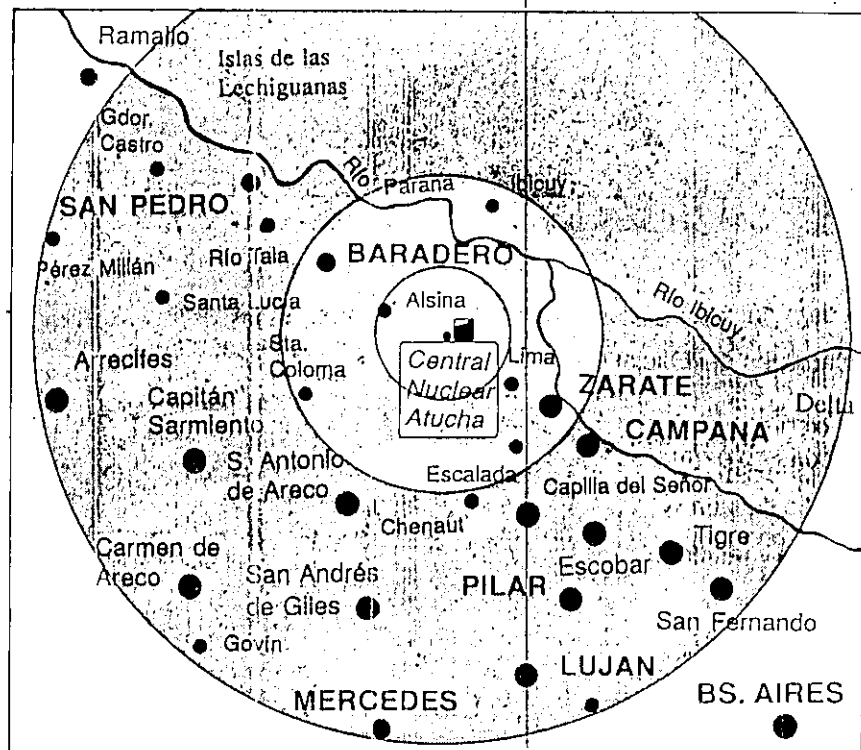 Ramallo
Islas de las
Lechiguanas
Gdor.
Castro
Río Paraná
Ibicuy
SAN PEDRO
BARADERO
Río Tala
Pérez Millán
Santa Lucía
Alsina
Río Ibicuy
Sta.
Coloma
Central
Nuclear
Atucha
Lima
Arrecifes
ZARATE
Capitán
Sarmiento
Delta
CAMPANA
S. Antonio
de Areco
Escalada
Capilla del Señor
Chenaut
Carmen de
Areco
San Andrés
de Giles
Tigre
Escobar
PILAR
San Fernando
Govín
LUJAN
MERCEDES
BS. AIRES